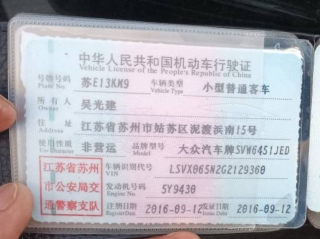 中华人民共和国机动车行驶证
Vehicle License of the People's Republic of China
号牌号码 Plate No. 苏E13KM9 车辆类型 Vehicle Type 小型普通客车
所有人 Owner 吴光建
住址 Address 江苏省苏州市姑苏区泥渡浜南15号
使用性质 非营运 品牌型号 Model 大众汽车牌SVW6451JED
江苏省苏州市公安局交通警察支队
车辆识别代号 VIN LSVX065N2G2129360
发动机号码 Engine No. 5Y9430
注册日期 2016-09-12 发证日期 2016-09-12